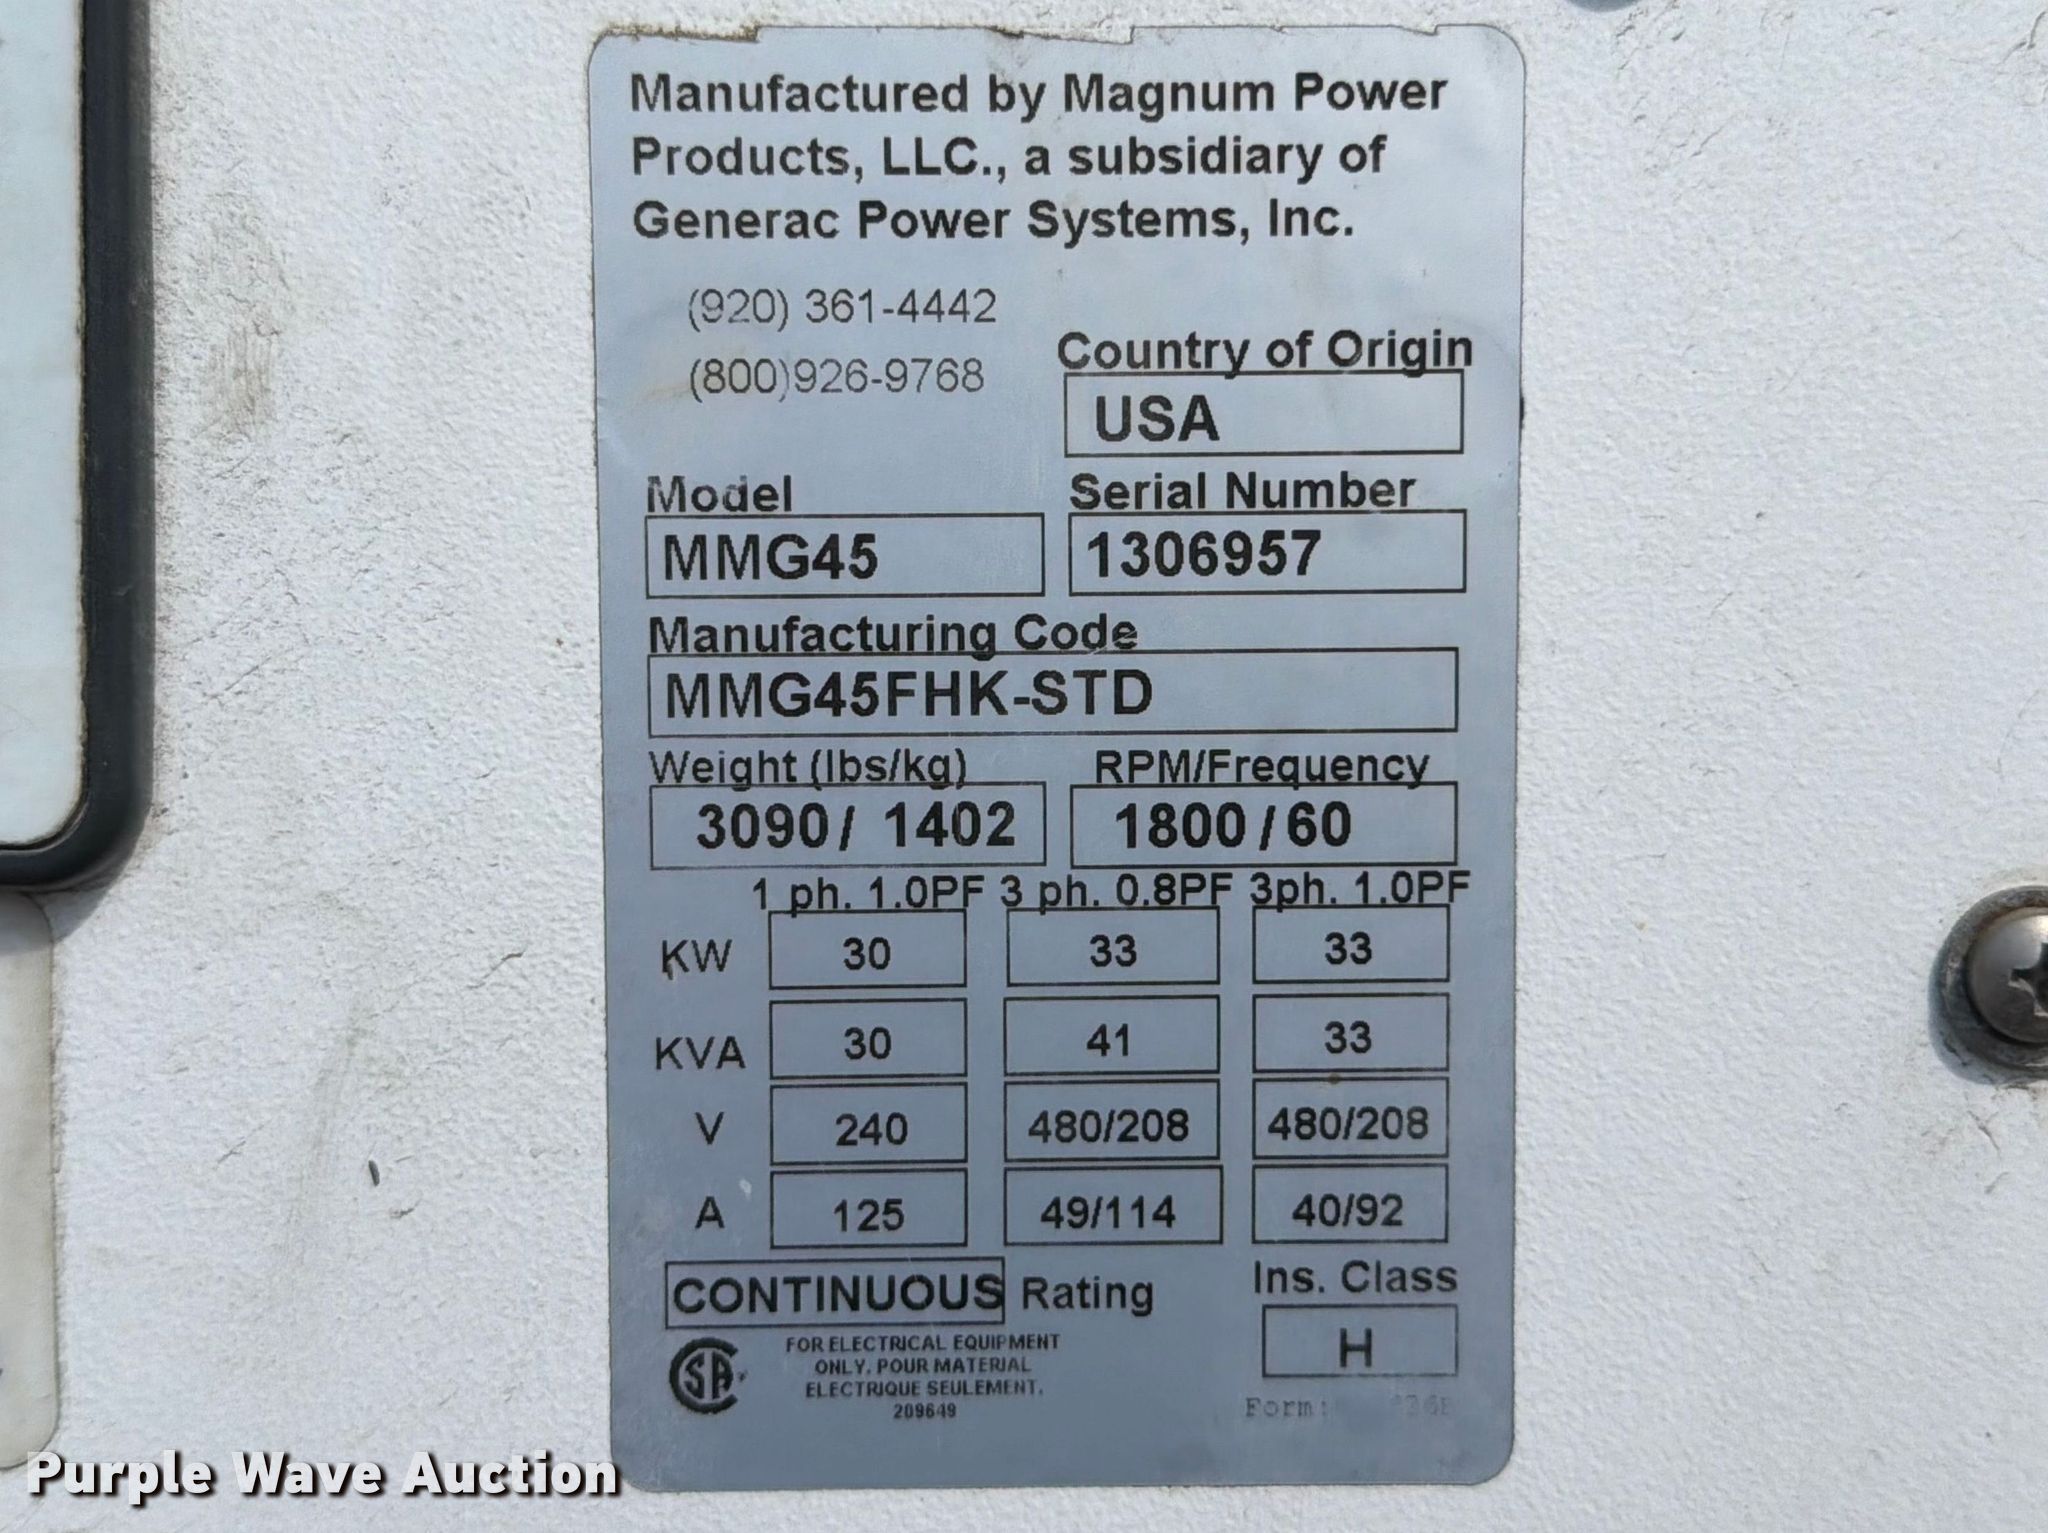 Manufactured by Magnum Power
Products, LLC., a subsidiary of
Generac Power Systems, Inc.
(920) 361-4442
(800)926-9768
Country of Origin
USA
Model
Serial Number
MMG45
1306957
Manufacturing Code
MMG45FHK-STD
Weight (lbs/kg)
RPM/Frequency
3090/ 1402
1800/60
1 ph. 1.0PF 3 ph. 0.8PF 3ph. 1.0PF
KW 30 33 33
KVA 30 41 33
V 240 480/208 480/208
A 125 49/114 40/92
CONTINUOUS Rating
Ins. Class
H
FOR ELECTRICAL EQUIPMENT
ONLY. POUR MATERIAL
ELECTRIQUE SEULEMENT.
209649
Form:
Purple Wave Auction